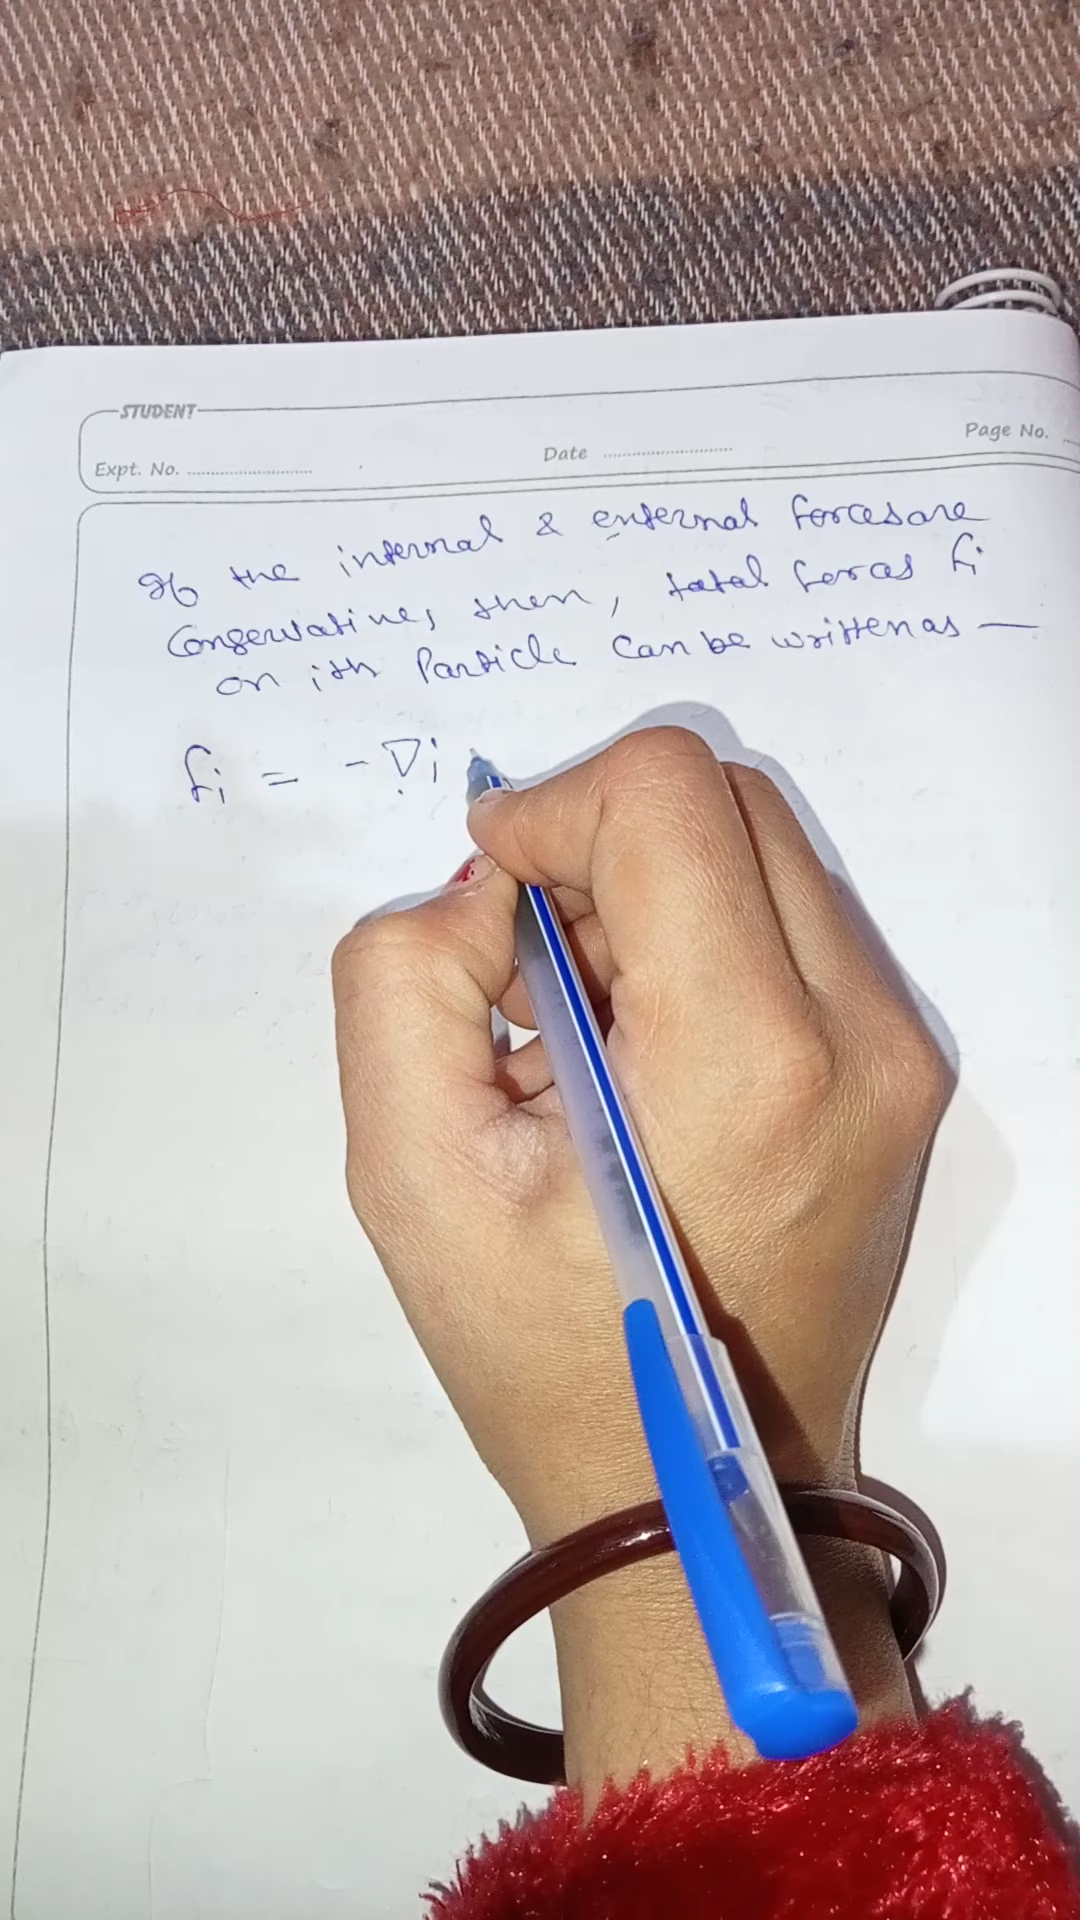 STUDENT
Expt. No. Date Page No.
If the internal & external forces are
Conservative, then, total forces Fi
on ith Particle can be written as —
Fi = - ∇i